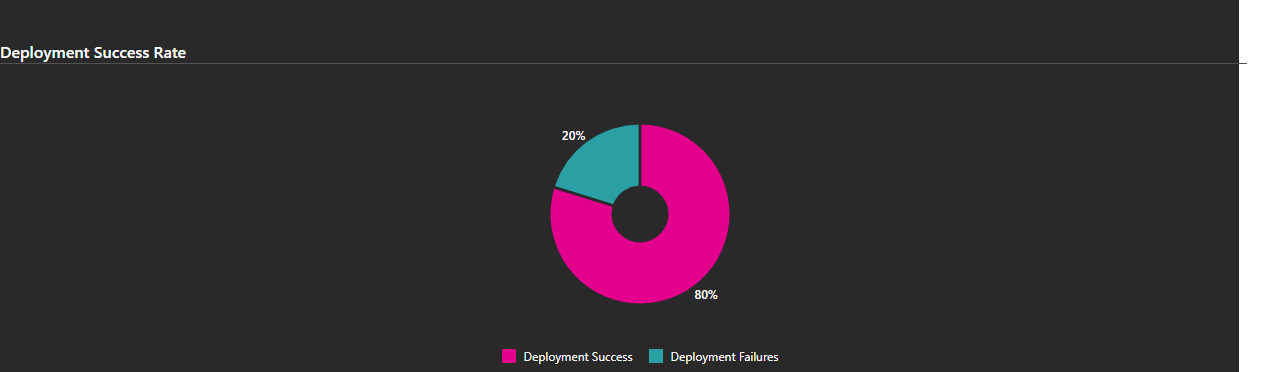 Deployment Success Rate
20%
80%
Deployment Success
Deployment Failures